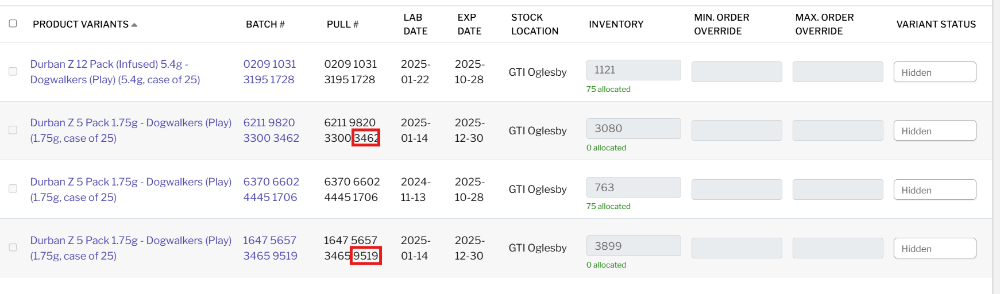 PRODUCT VARIANTS BATCH # PULL # LAB DATE EXP DATE STOCK LOCATION INVENTORY MIN. ORDER OVERRIDE MAX. ORDER OVERRIDE VARIANT STATUS
Durban Z 12 Pack (Infused) 5.4g - 0209 1031 0209 1031 2025- 2025-
Dogwalkers (Play) (5.4g, case of 25) 3195 1728 3195 1728 01-22 10-28 GTI Oglesby 1121 Hidden
75 allocated
Durban Z 5 Pack 1.75g - Dogwalkers (Play) 6211 9820 6211 9820 2025- 2025-
(1.75g, case of 25) 3300 3462 3300 3462 01-14 12-30 GTI Oglesby 3080 Hidden
0 allocated
Durban Z 5 Pack 1.75g - Dogwalkers (Play) 6370 6602 6370 6602 2024- 2025-
(1.75g, case of 25) 4445 1706 4445 1706 11-13 10-28 GTI Oglesby 763 Hidden
75 allocated
Durban Z 5 Pack 1.75g - Dogwalkers (Play) 1647 5657 1647 5657 2025- 2025-
(1.75g, case of 25) 3465 9519 3465 9519 01-14 12-30 GTI Oglesby 3899 Hidden
0 allocated